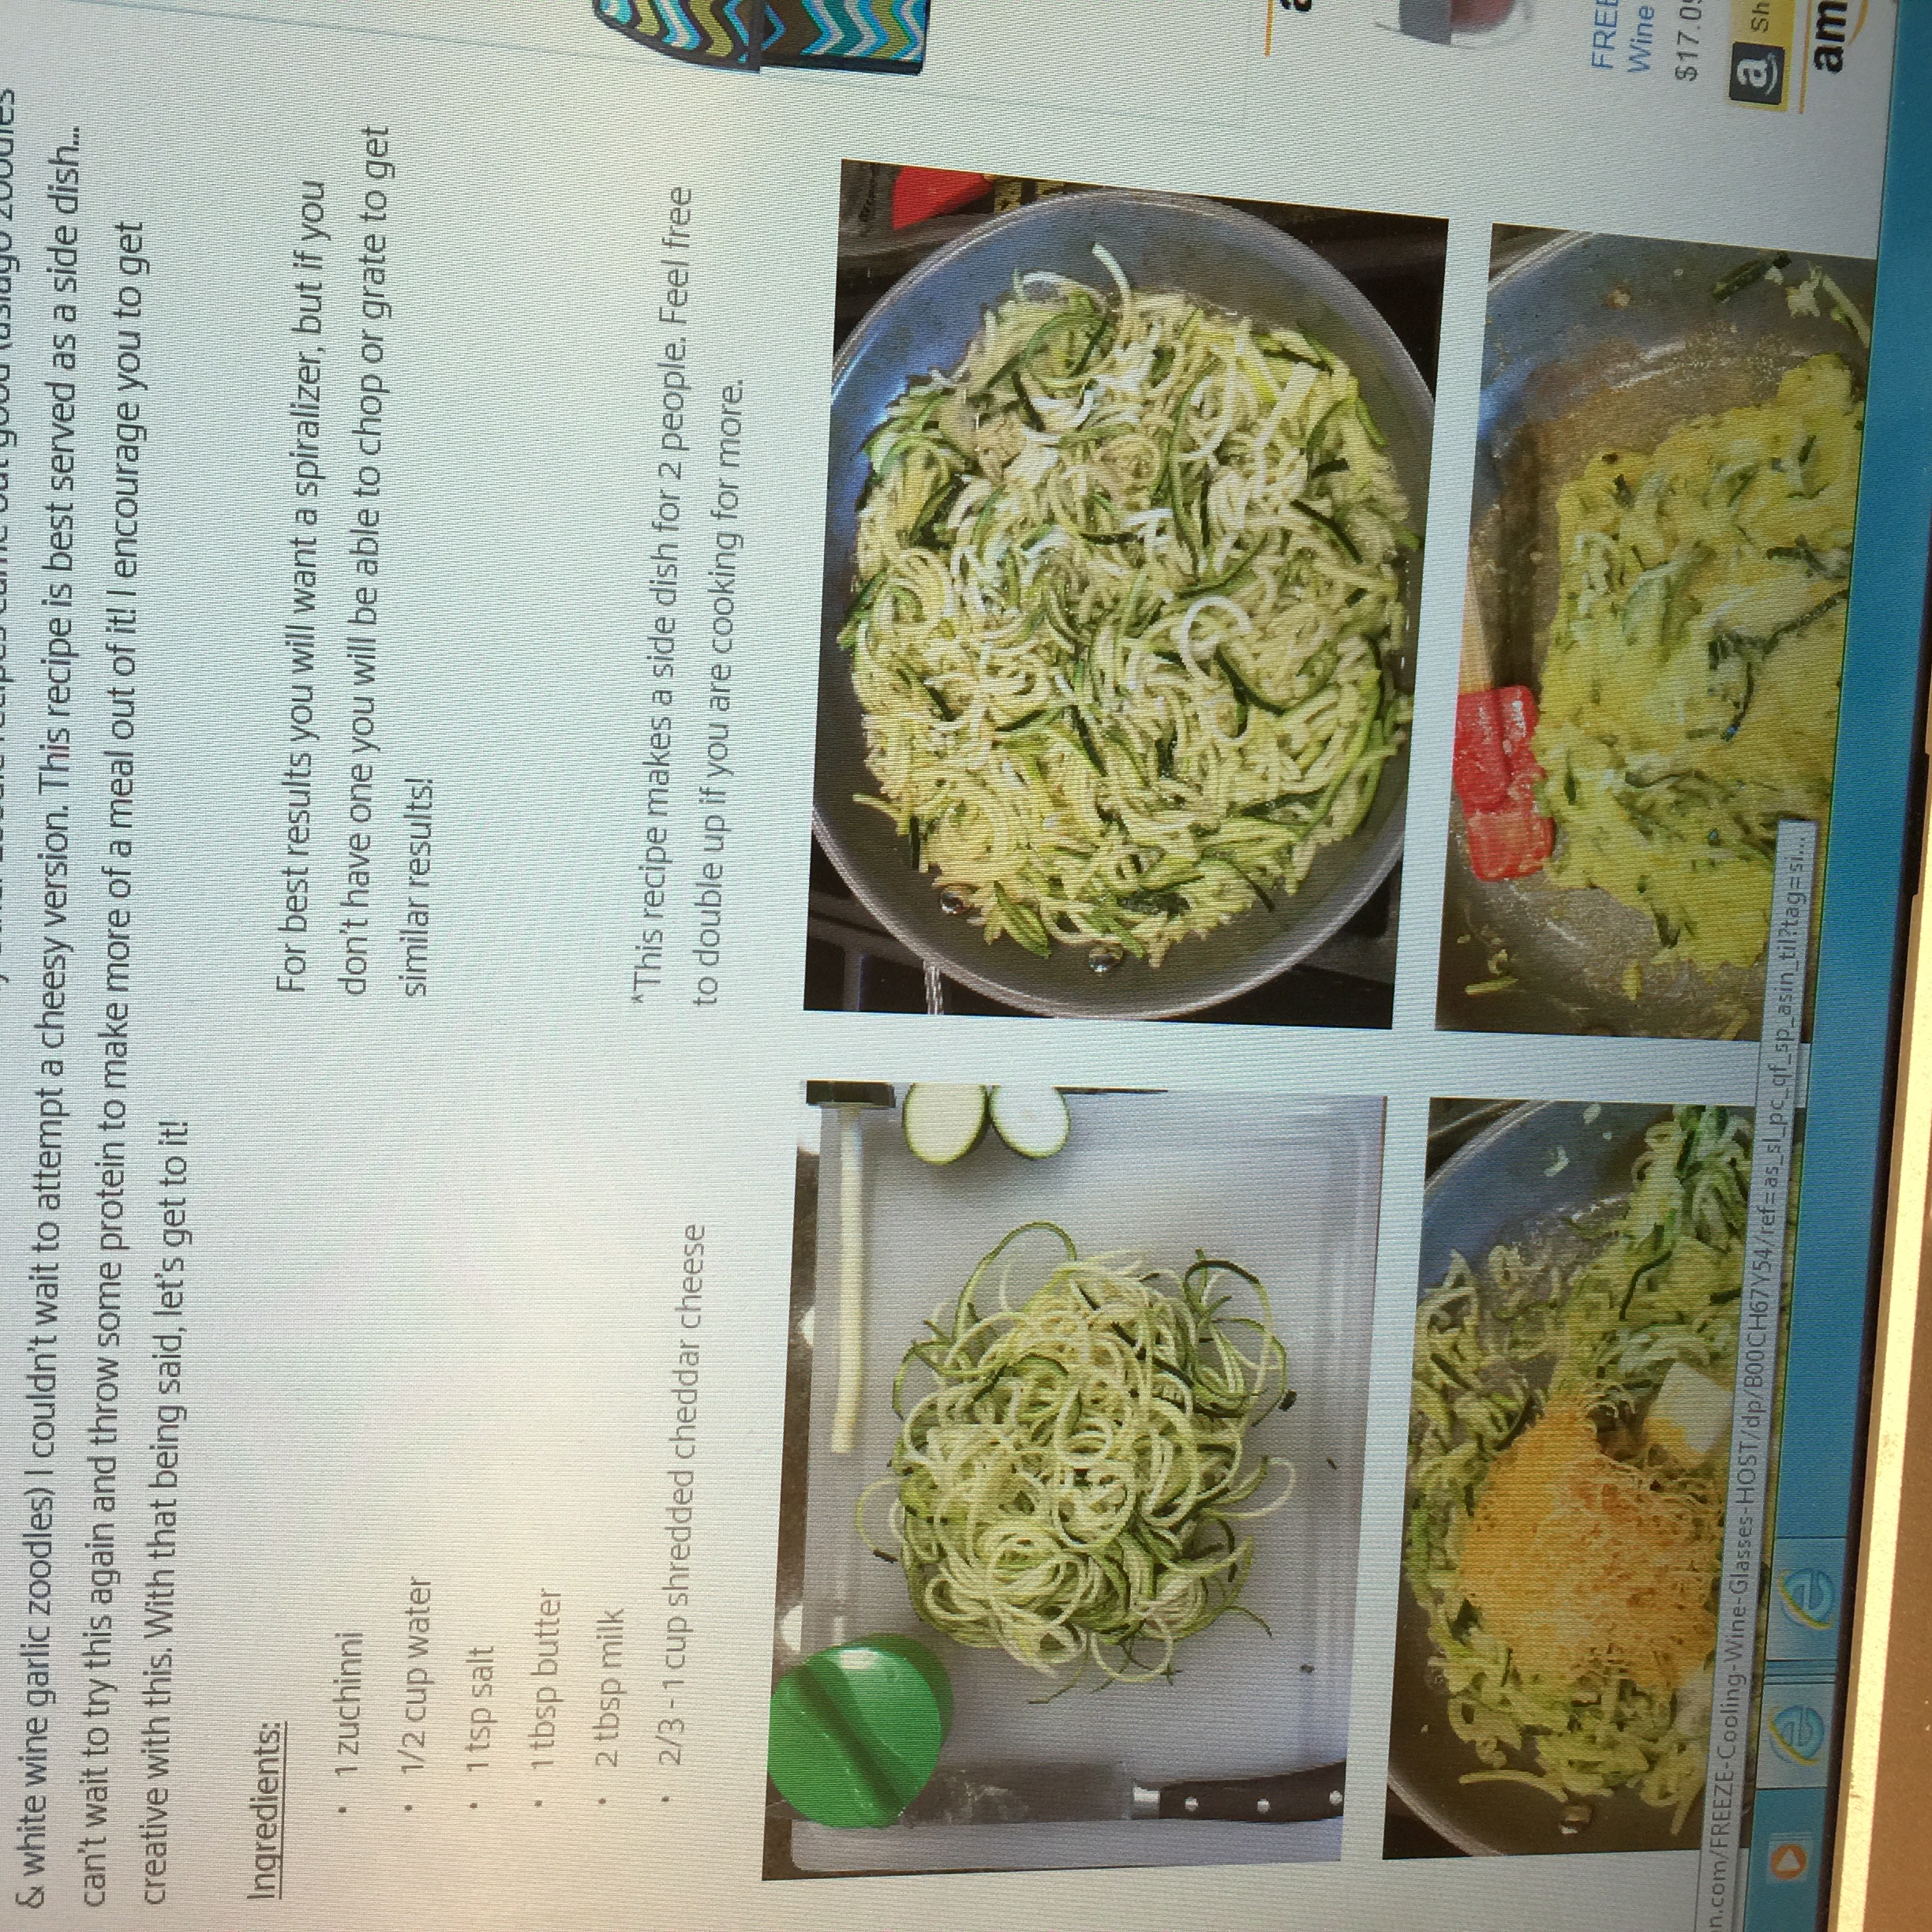 recipes came out good (asiago zoodles
& white wine garlic zoodles) I couldn't wait to attempt a cheesy version. This recipe is best served as a side dish...
can't wait to try this again and throw some protein to make more of a meal out of it! I encourage you to get
creative with this. With that being said, let's get to it!
Ingredients:
• 1 zuchinni
• 1/2 cup water
• 1 tsp salt
• 1 tbsp butter
• 2 tbsp milk
• 2/3 - 1 cup shredded cheddar cheese
For best results you will want a spiralizer, but if you
don't have one you will be able to chop or grate to get
similar results!
*This recipe makes a side dish for 2 people. Feel free
to double up if you are cooking for more.
FREE
Wine
$17.0
a Sh
am
n.com/FREEZE-Cooling-Wine-Glasses-HOST/dp/B00CH67Y54/ref=as_sl_pc_qf_sp_asin_til?tag=si...